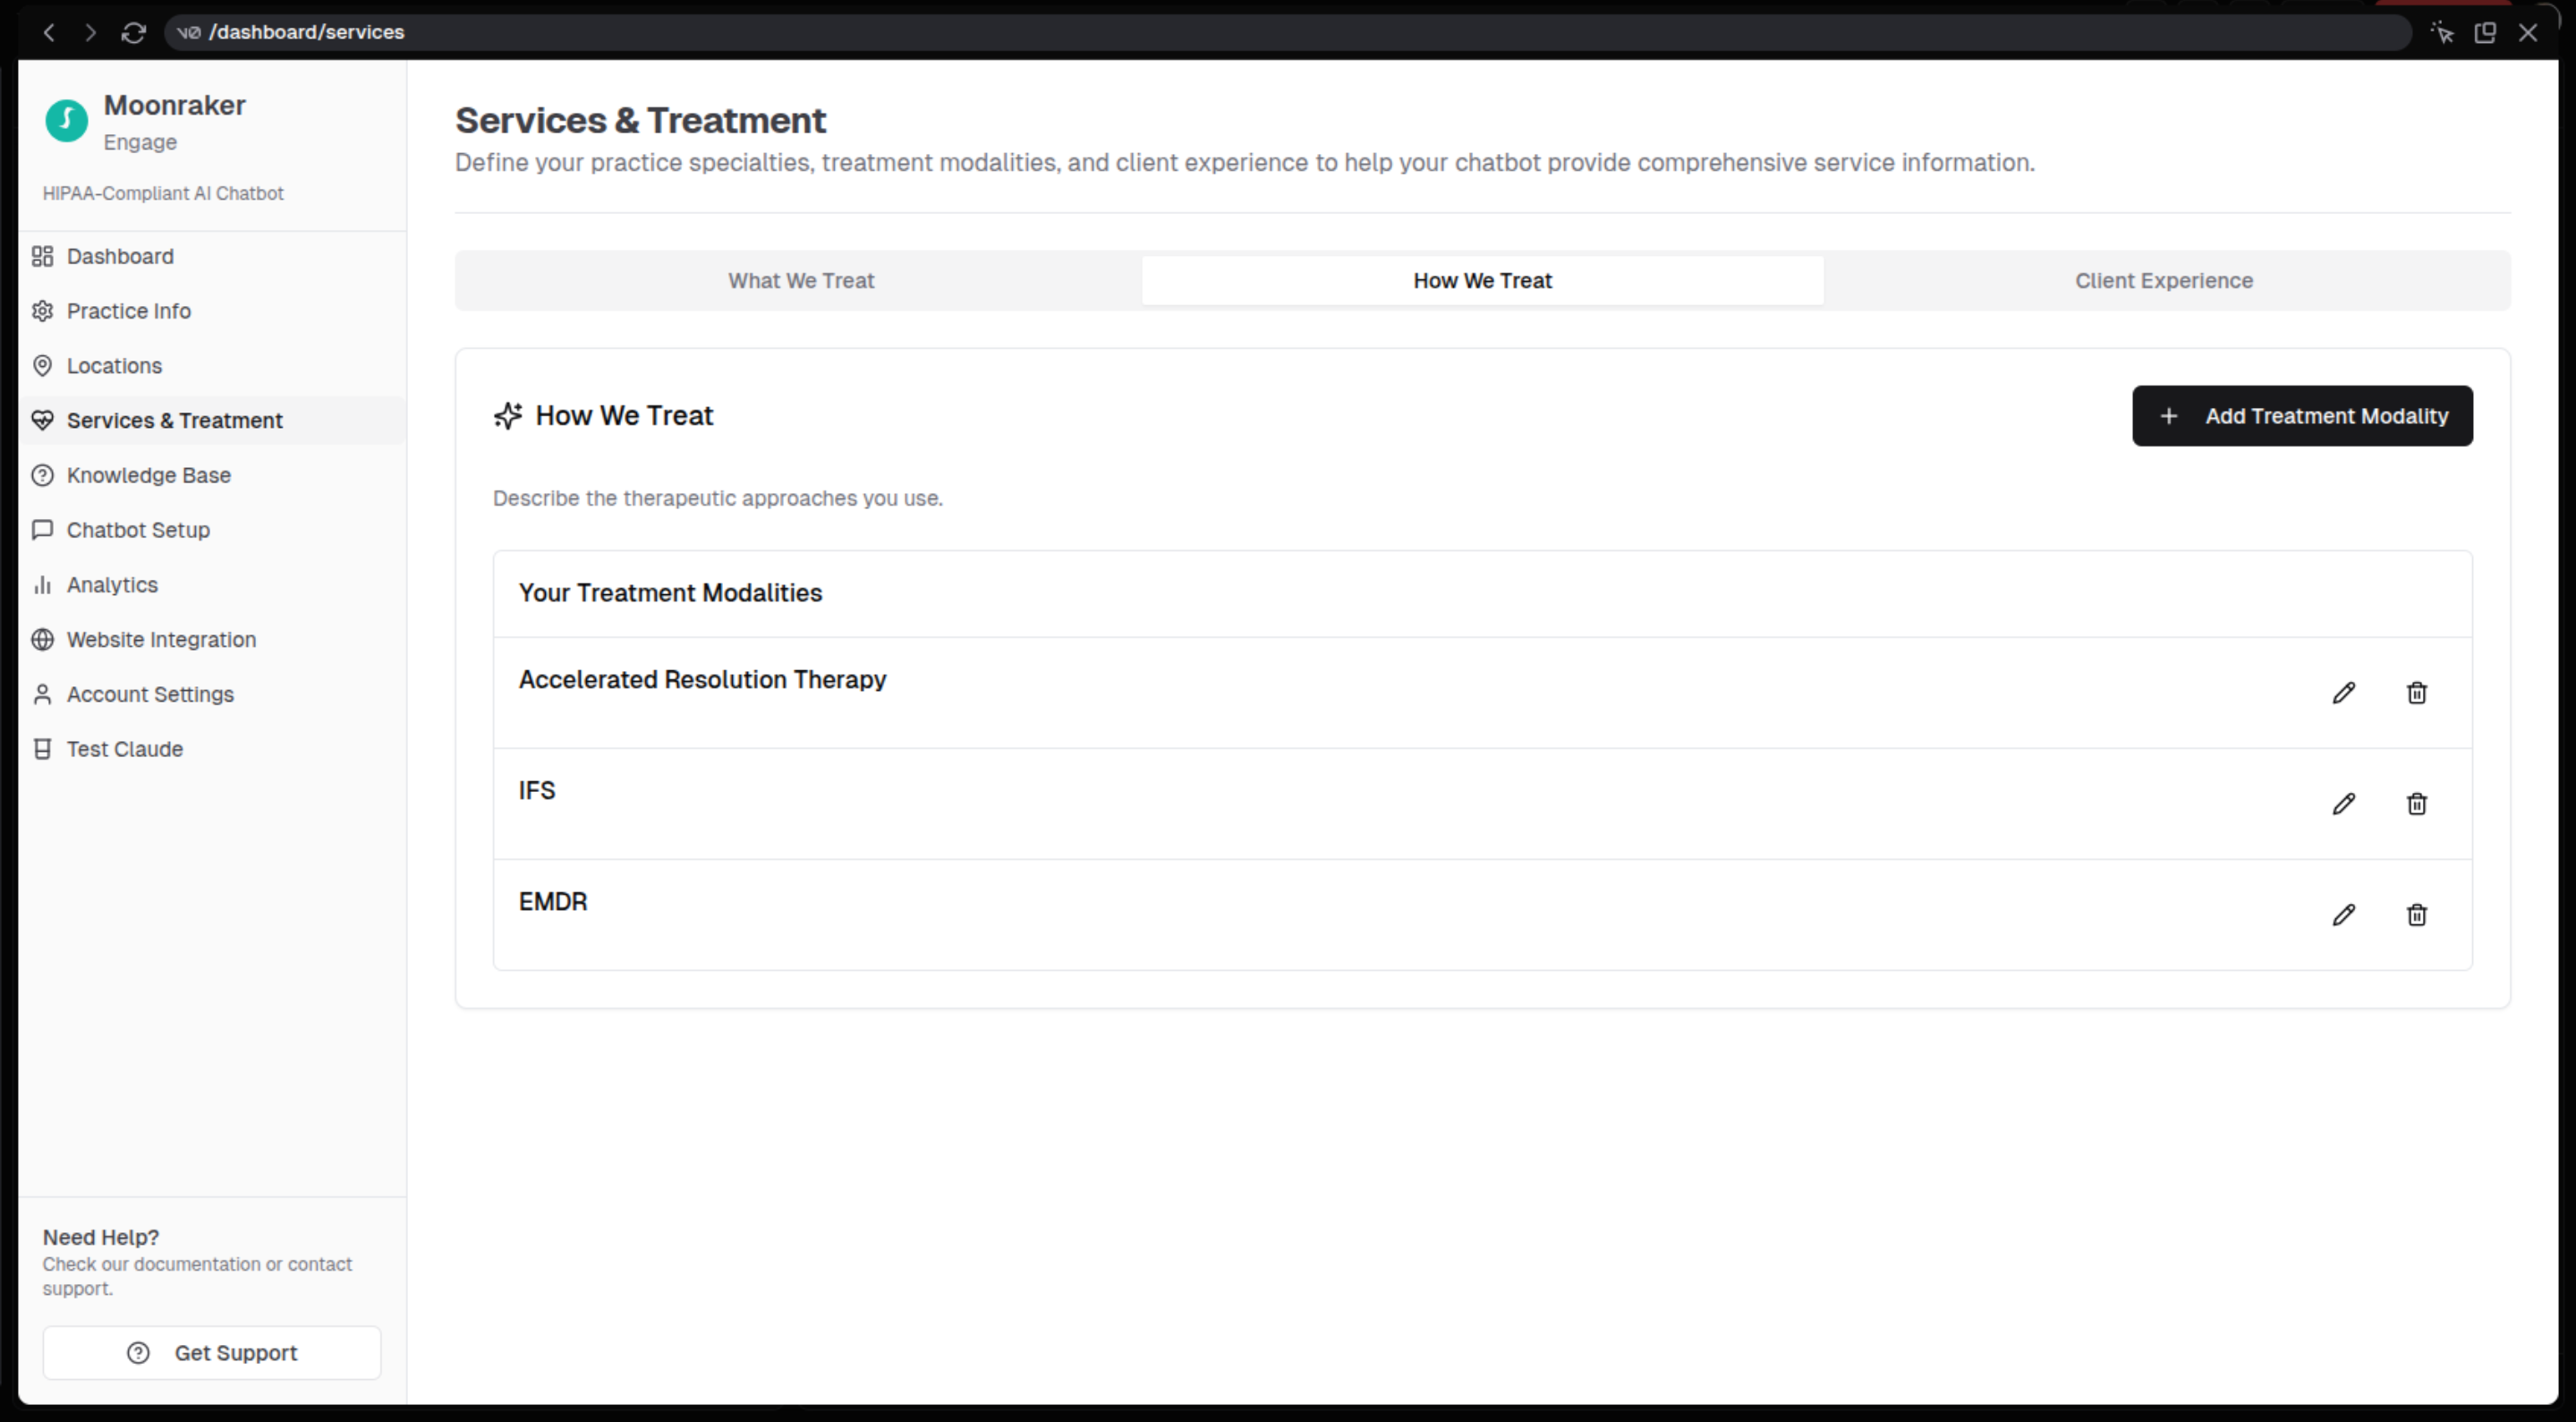 v0 /dashboard/services
Moonraker
Engage
HIPAA-Compliant AI Chatbot
Dashboard
Practice Info
Locations
Services & Treatment
Knowledge Base
Chatbot Setup
Analytics
Website Integration
Account Settings
Test Claude
Need Help?
Check our documentation or contact
support.
Get Support
Services & Treatment
Define your practice specialties, treatment modalities, and client experience to help your chatbot provide comprehensive service information.
What We Treat
How We Treat
Client Experience
How We Treat
Add Treatment Modality
Describe the therapeutic approaches you use.
Your Treatment Modalities
Accelerated Resolution Therapy
IFS
EMDR